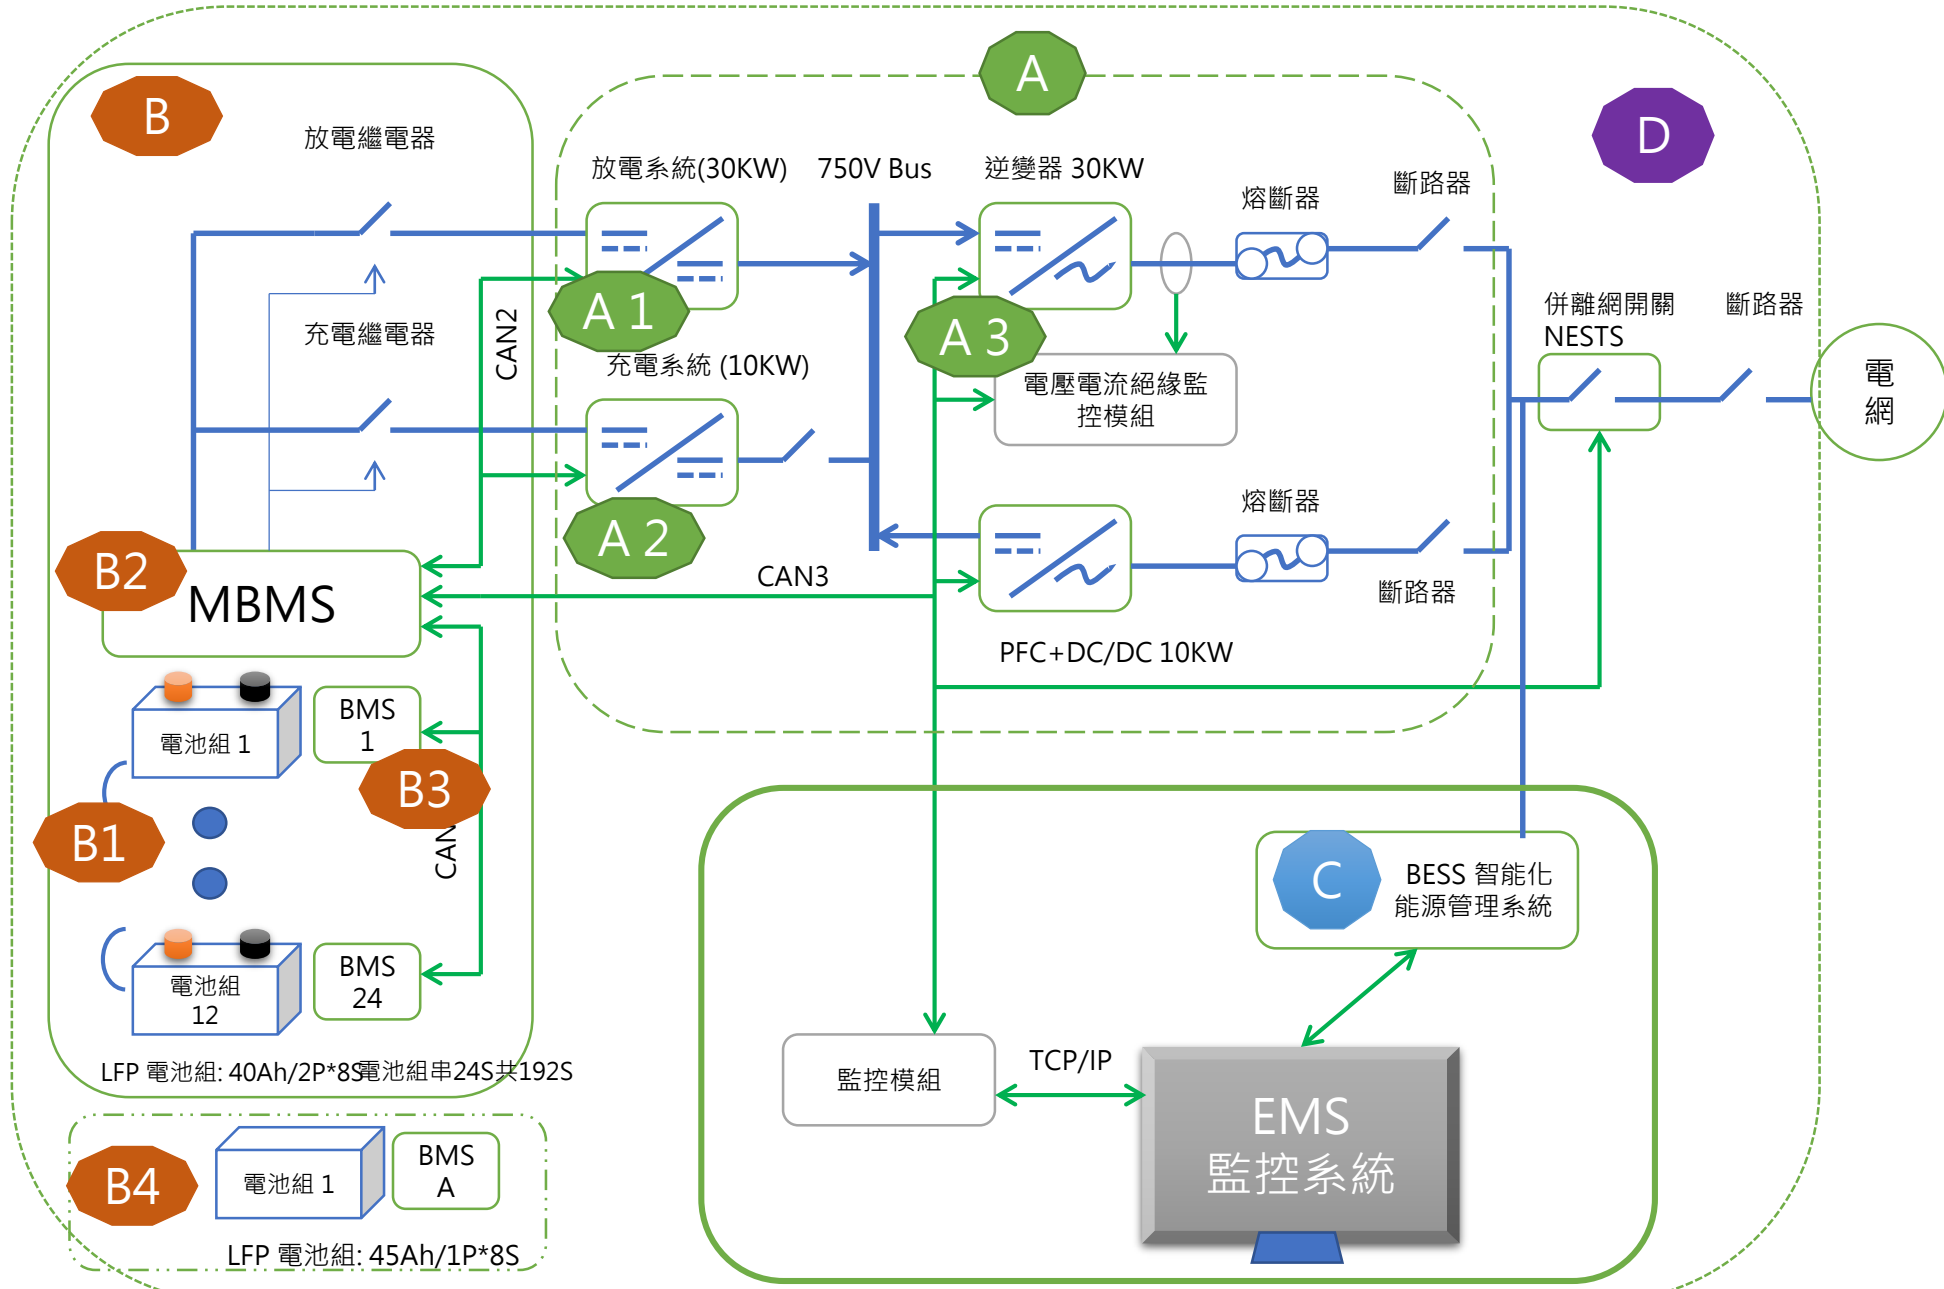 A
B
D
放電繼電器
放電系統(30KW)
750V Bus
逆變器 30KW
熔斷器
斷路器
A 1
CAN2
充電繼電器
充電系統 (10KW)
A 3
電壓電流絕緣監
控模組
併離網開關
NESTS
斷路器
電
網
A 2
熔斷器
B2
MBMS
CAN3
斷路器
PFC+DC/DC 10KW
電池組 1
BMS
1
B3
B1
CAN
C
BESS 智能化
能源管理系統
電池組
12
BMS
24
LFP 電池組: 40Ah/2P*8S
電池組串24S共192S
監控模組
TCP/IP
EMS
監控系統
B4
電池組 1
BMS
A
LFP 電池組: 45Ah/1P*8S